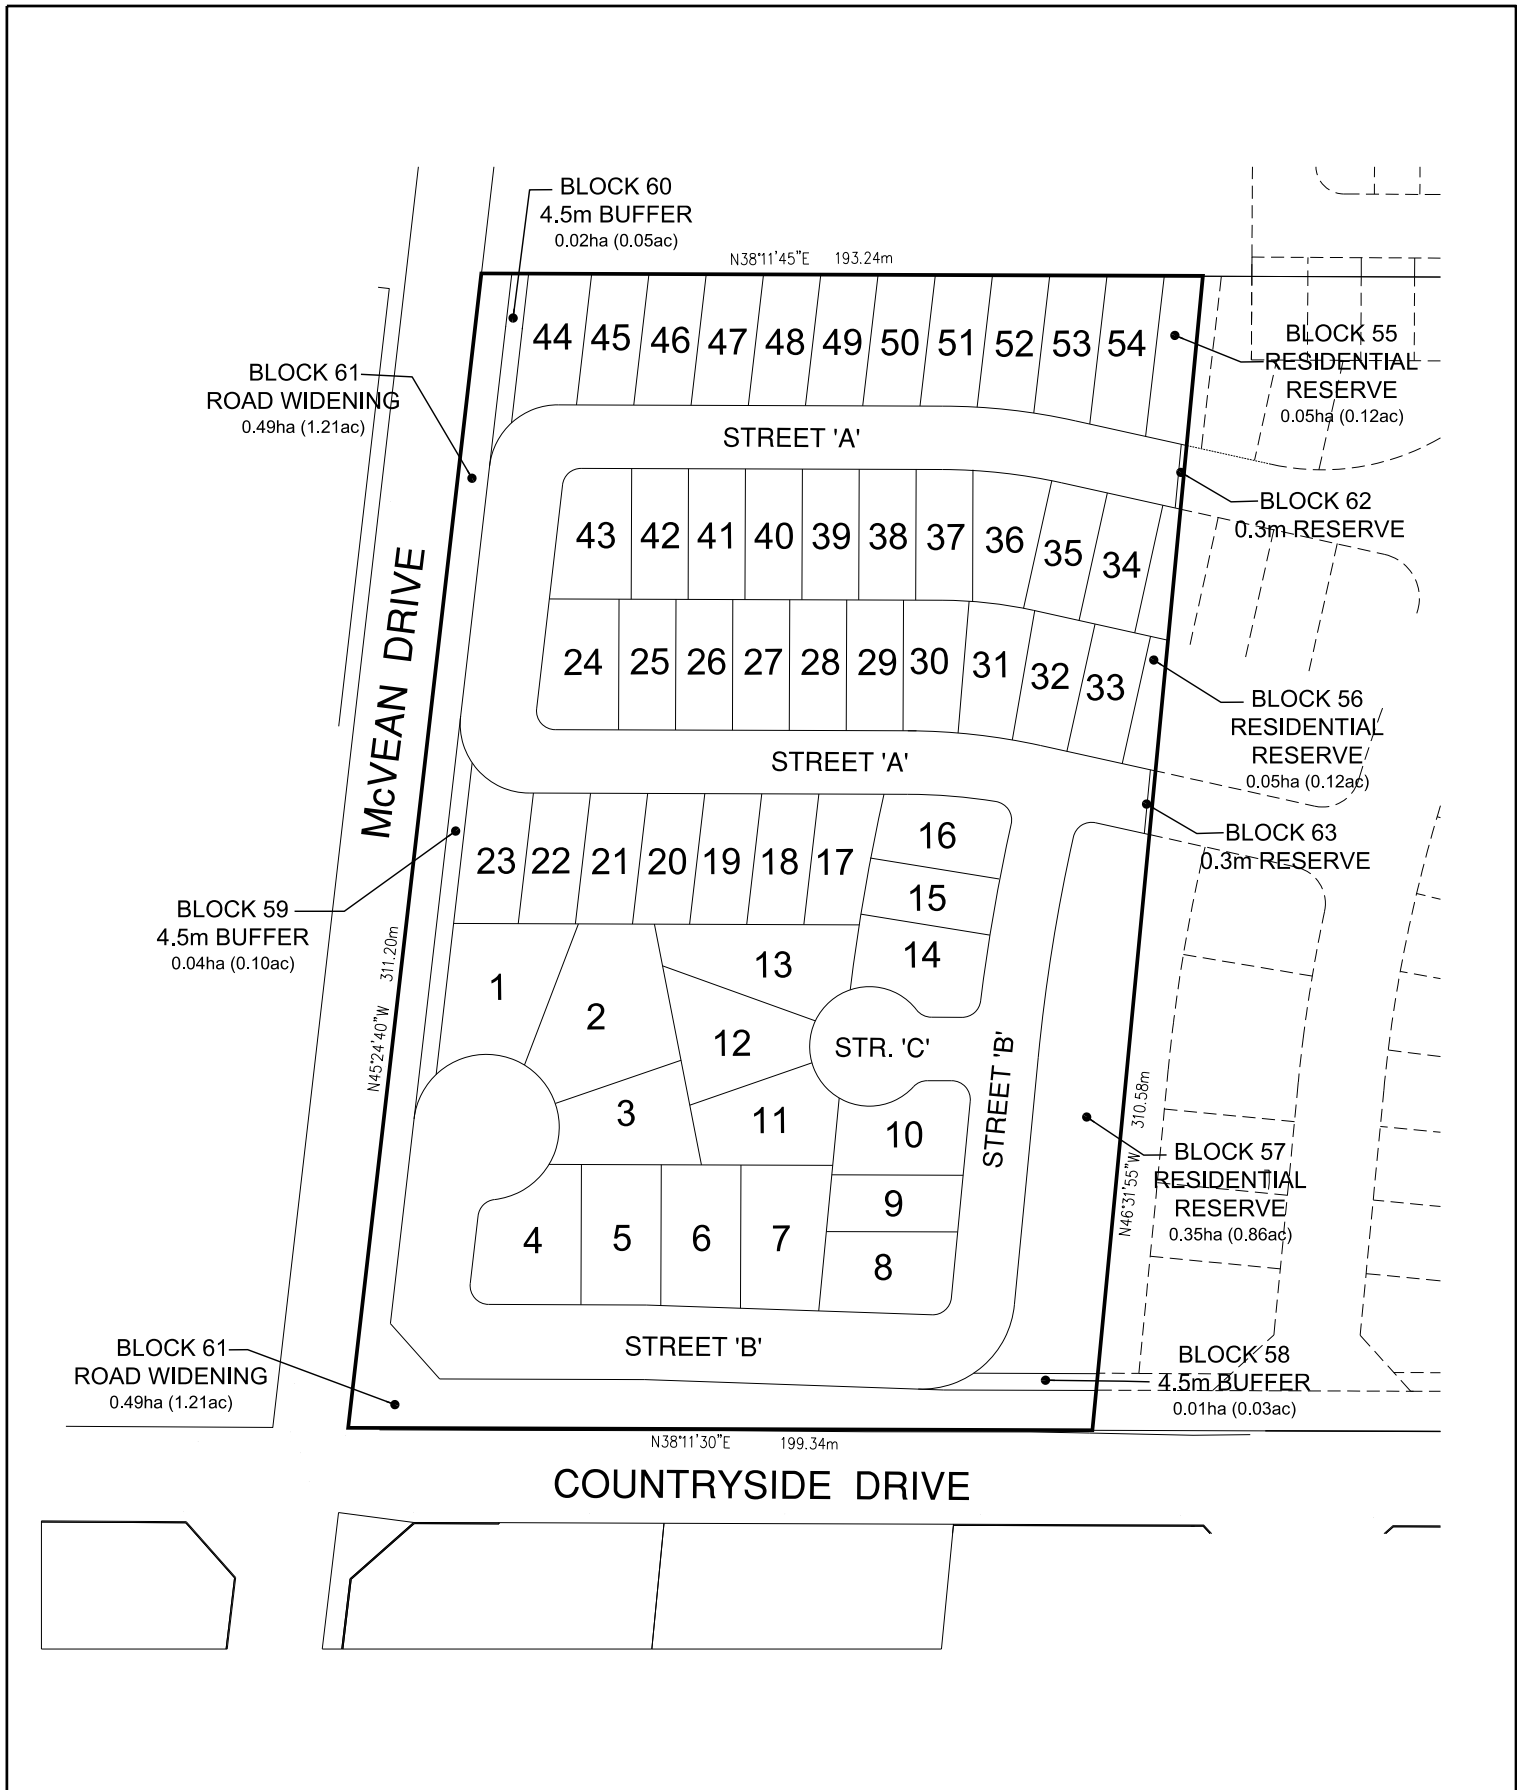 BLOCK 60
4.5m BUFFER
0.02ha (0.05ac)
N38°11'45"E 193.24m
44 45 46 47 48 49 50 51 52 53 54
BLOCK 55
RESIDENTIAL
RESERVE
0.05ha (0.12ac)
BLOCK 61
ROAD WIDENING
0.49ha (1.21ac)
STREET 'A'
BLOCK 62
0.3m RESERVE
43 42 41 40 39 38 37 36 35 34
McVEAN DRIVE
24 25 26 27 28 29 30 31 32 33
BLOCK 56
RESIDENTIAL
RESERVE
0.05ha (0.12ac)
STREET 'A'
BLOCK 63
0.3m RESERVE
23 22 21 20 19 18 17
16
15
14
BLOCK 59
4.5m BUFFER
0.04ha (0.10ac)
N45°24'40"W 311.20m
1
2
13
12
STR. 'C'
3
11
10
STREET 'B'
N46°31'55"W 310.58m
BLOCK 57
RESIDENTIAL
RESERVE
0.35ha (0.86ac)
9
4 5 6 7
8
STREET 'B'
BLOCK 61
ROAD WIDENING
0.49ha (1.21ac)
BLOCK 58
4.5m BUFFER
0.01ha (0.03ac)
N38°11'30"E 199.34m
COUNTRYSIDE DRIVE